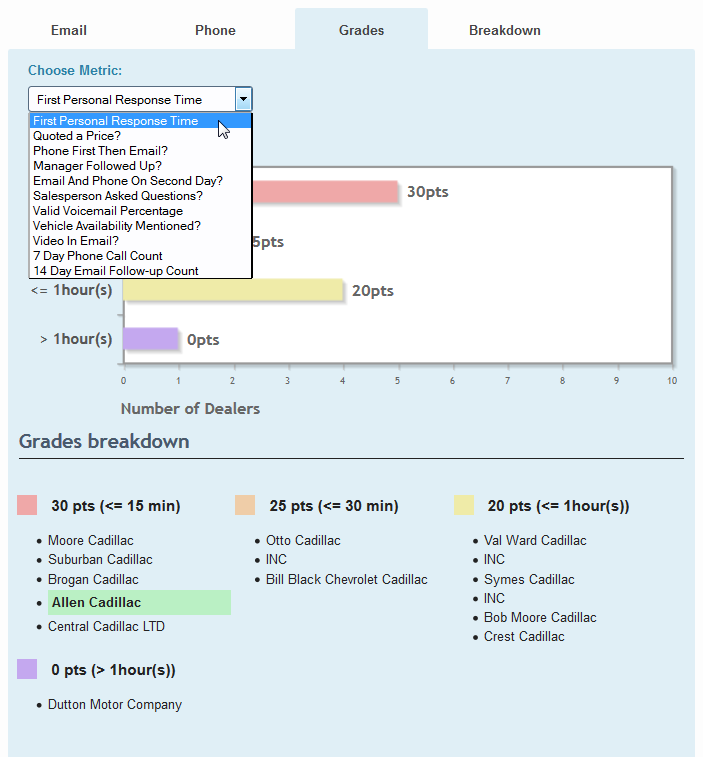 Email Phone Grades Breakdown
Choose Metric:
First Personal Response Time
First Personal Response Time
Quoted a Price?
Phone First Then Email?
Manager Followed Up?
Email And Phone On Second Day?
Salesperson Asked Questions?
Valid Voicemail Percentage
Vehicle Availability Mentioned?
Video In Email?
7 Day Phone Call Count
14 Day Email Follow-up Count
30pts
5pts
<= 1hour(s) 20pts
> 1hour(s) 0pts
0 1 2 3 4 5 6 7 8 9 10
Number of Dealers
Grades breakdown
30 pts (<= 15 min)
Moore Cadillac
Suburban Cadillac
Brogan Cadillac
Allen Cadillac
Central Cadillac LTD
25 pts (<= 30 min)
Otto Cadillac
INC
Bill Black Chevrolet Cadillac
20 pts (<= 1hour(s))
Val Ward Cadillac
INC
Symes Cadillac
INC
Bob Moore Cadillac
Crest Cadillac
0 pts (> 1hour(s))
Dutton Motor Company